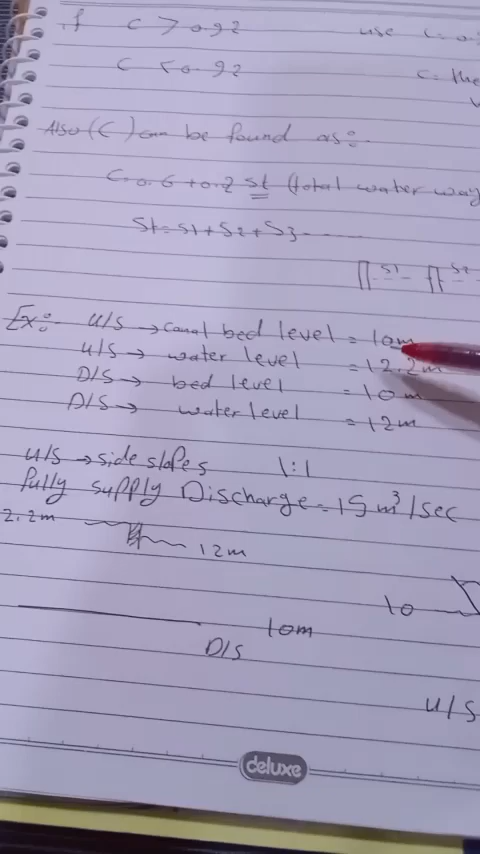 if c > 0.92 use c = 0.
c < 0.92 c = the
Also (C) can be found as:-
C = 0.6 + 0.2 St (total water way
St = S1 + S2 + S3 ----
S1 S2
Ex:- U/S → canal bed level = 10m
U/S → water level = 12.2m
D/S → bed level = 10m
D/S → water level = 12m
U/S → side slopes 1:1
fully supply Discharge = 15 m³/sec
2.2m 12m
10
10m
D/S
U/S
deluxe